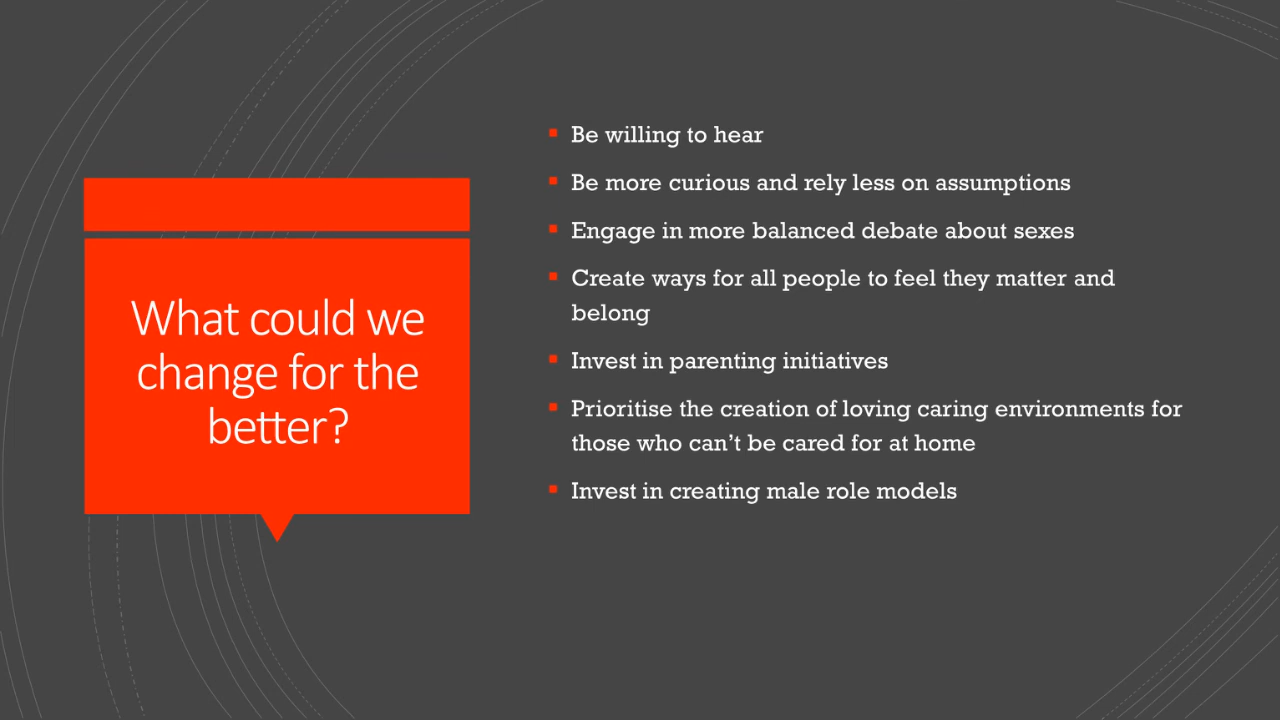 What could we
change for the
better?
Be willing to hear
Be more curious and rely less on assumptions
Engage in more balanced debate about sexes
Create ways for all people to feel they matter and
belong
Invest in parenting initiatives
Prioritise the creation of loving caring environments for
those who can’t be cared for at home
Invest in creating male role models